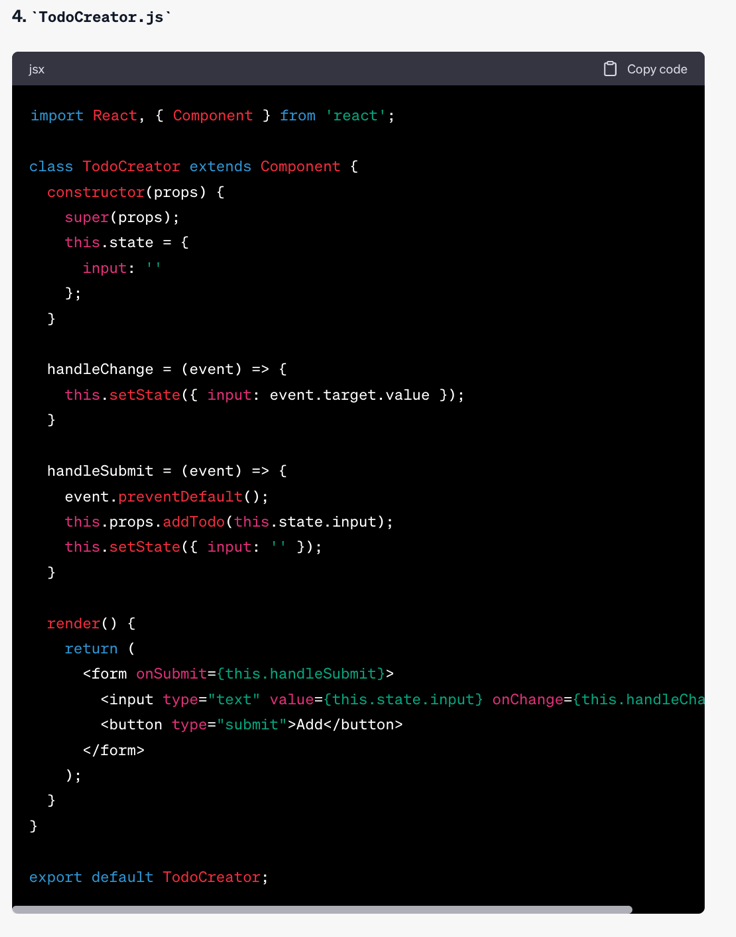 4. `TodoCreator.js`
jsx
Copy code
import React, { Component } from 'react';
class TodoCreator extends Component {
  constructor(props) {
    super(props);
    this.state = {
      input: ''
    };
  }
  handleChange = (event) => {
    this.setState({ input: event.target.value });
  }
  handleSubmit = (event) => {
    event.preventDefault();
    this.props.addTodo(this.state.input);
    this.setState({ input: '' });
  }
  render() {
    return (
      <form onSubmit={this.handleSubmit}>
        <input type="text" value={this.state.input} onChange={this.handleCha
        <button type="submit">Add</button>
      </form>
    );
  }
}
export default TodoCreator;